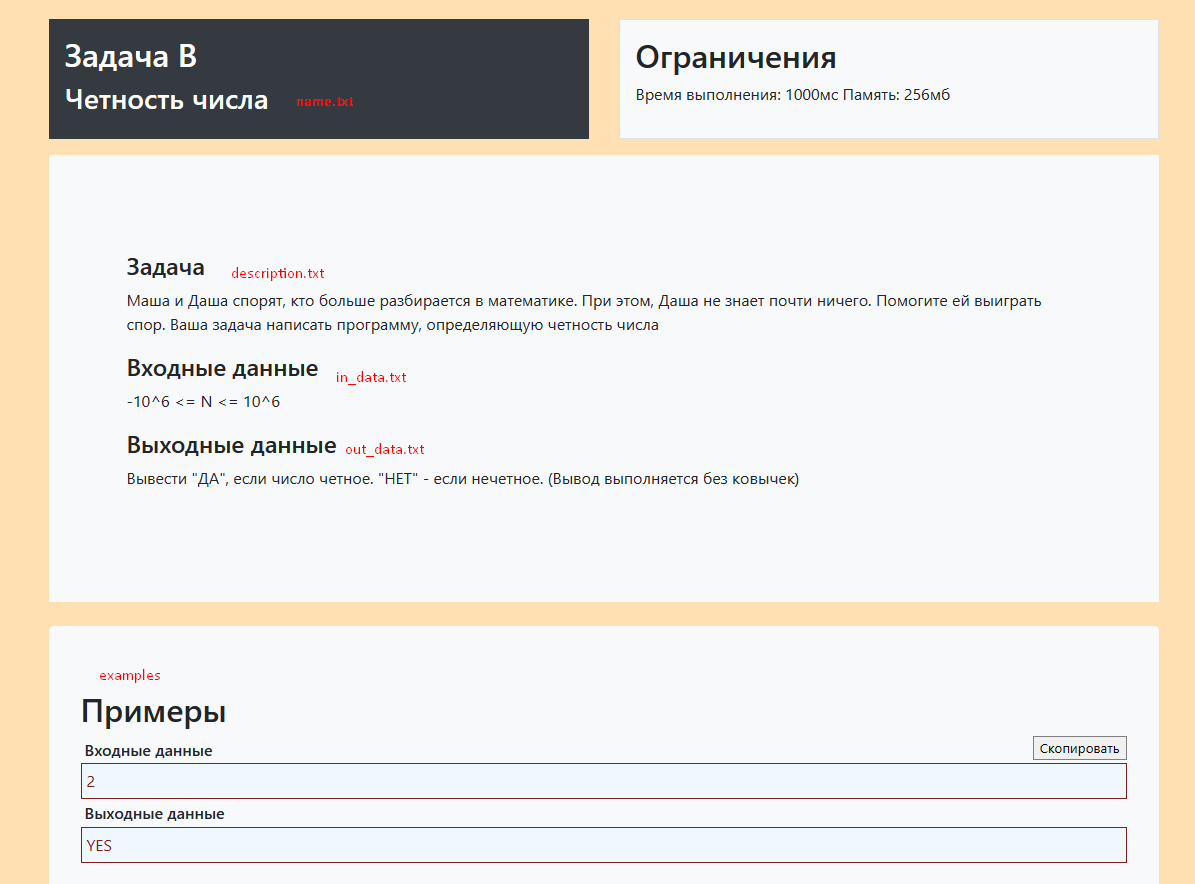 Задача B
Четность числа name.txt
Ограничения
Время выполнения: 1000мс Память: 256мб
Задача description.txt
Маша и Даша спорят, кто больше разбирается в математике. При этом, Даша не знает почти ничего. Помогите ей выиграть
спор. Ваша задача написать программу, определяющую четность числа
Входные данные in_data.txt
-10^6 <= N <= 10^6
Выходные данные out_data.txt
Вывести "ДА", если число четное. "НЕТ" - если нечетное. (Вывод выполняется без ковычек)
examples
Примеры
Входные данные
Скопировать
2
Выходные данные
YES